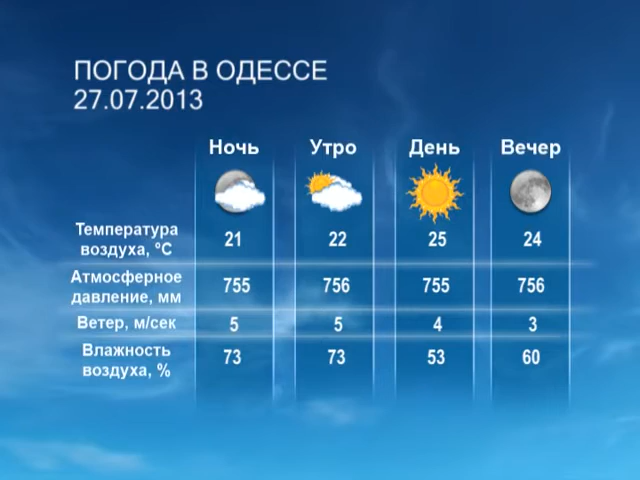 ПОГОДА В ОДЕССЕ
27.07.2013
Ночь Утро День Вечер
Температура
воздуха, °С 21 22 25 24
Атмосферное
давление, мм 755 756 755 756
Ветер, м/сек 5 5 4 3
Влажность
воздуха, % 73 73 53 60